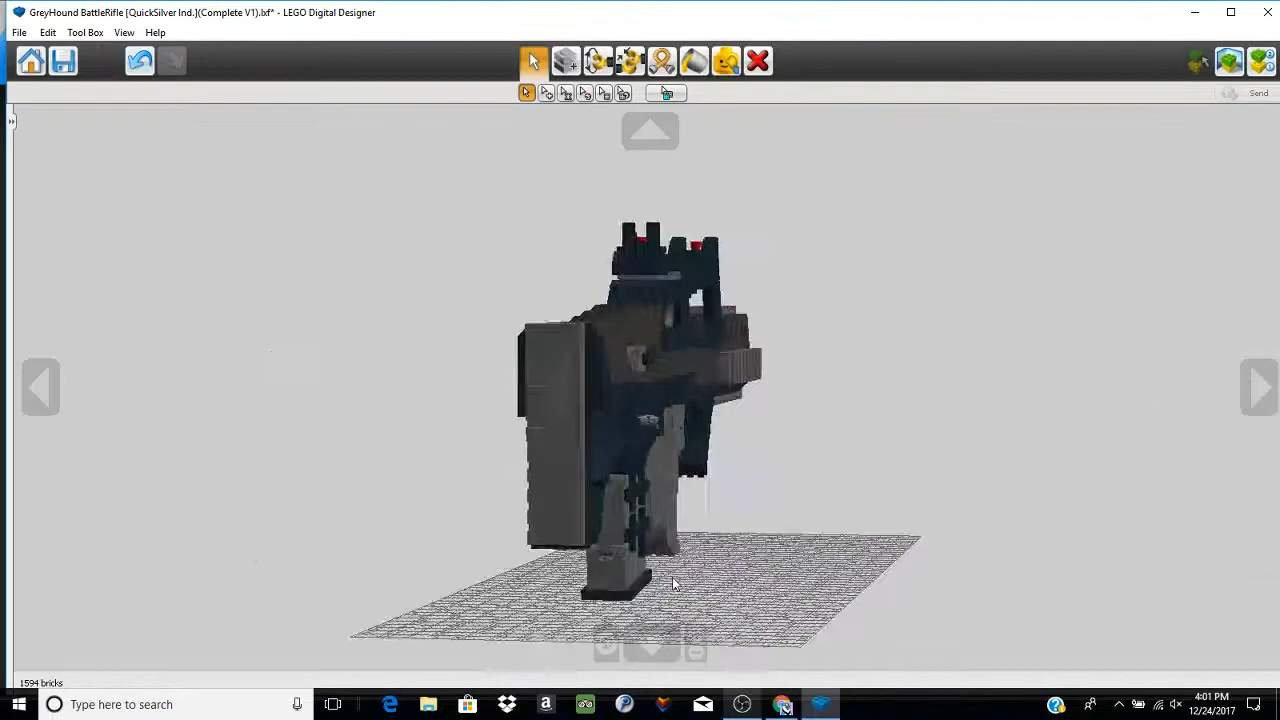 GreyHound BattleRifle [QuickSilver Ind.](Complete V1).lxf* - LEGO Digital Designer
File Edit Tool Box View Help
Send
1594 bricks
Type here to search
4:01 PM
12/24/2017